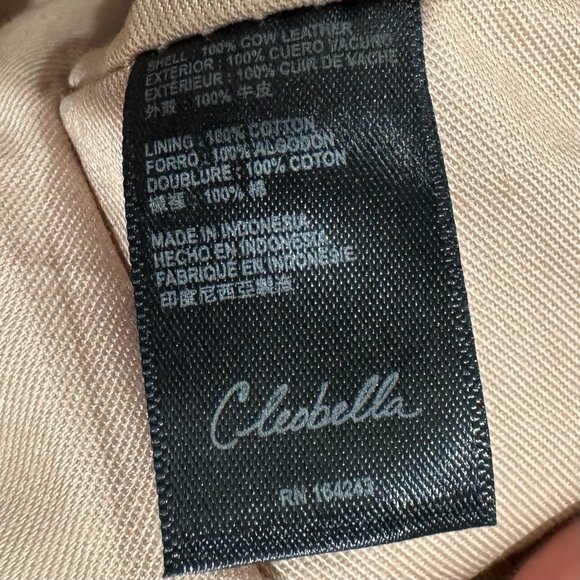 SHELL : 100% COW LEATHER
EXTERIOR : 100% CUERO VACUNO
EXTÉRIEUR : 100% CUIR DE VACHE
外殼 : 100% 牛皮
LINING : 100% COTTON
FORRO : 100% ALGODON
DOUBLURE : 100% COTON
襯裡 : 100% 棉
MADE IN INDONESIA
HECHO EN INDONESIA
FABRIQUE EN INDONESIE
印度尼西亞製造
Cleobella
RN 164243